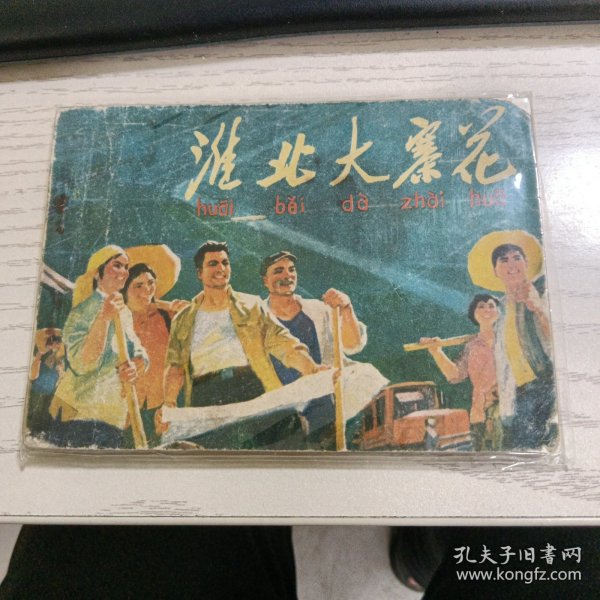 淮北大寨花
huái běi dà zhài huā
孔夫子旧书网
www.kongfz.com